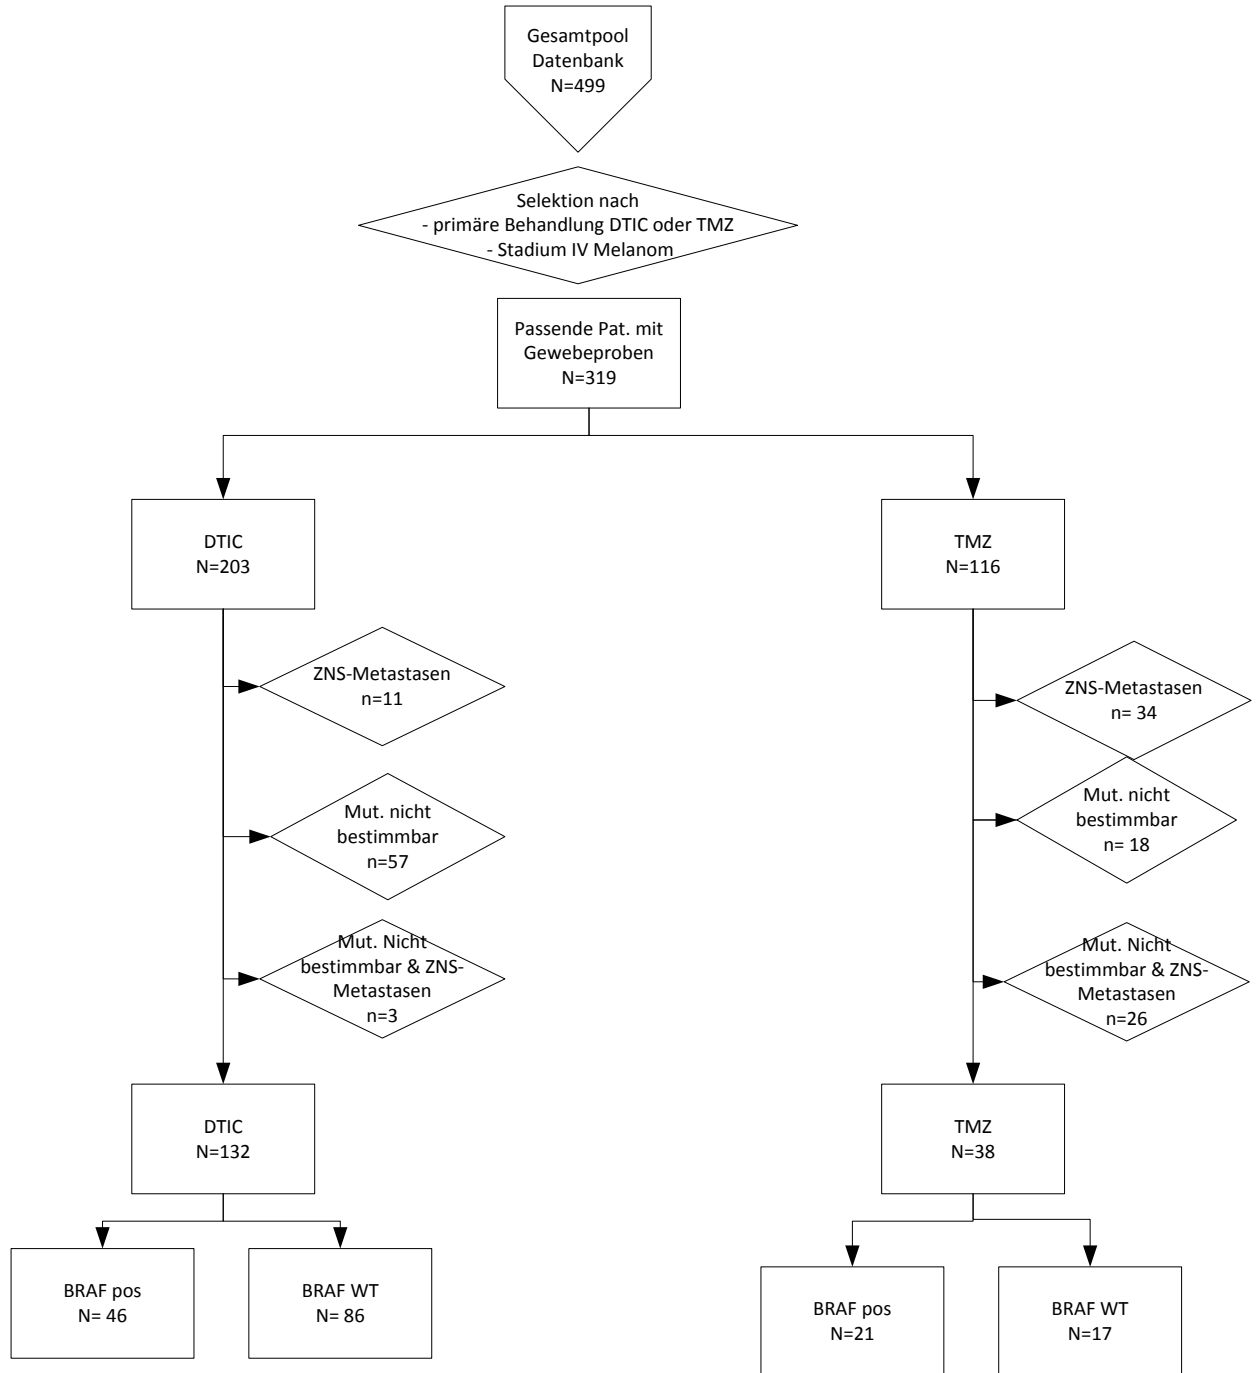 Gesamtpool
Datenbank
N=499
Selektion nach
- primäre Behandlung DTIC oder TMZ
- Stadium IV Melanom
Passende Pat. mit
Gewebeproben
N=319
DTIC
N=203
TMZ
N=116
ZNS-Metastasen
n=11
ZNS-Metastasen
n= 34
Mut. nicht
bestimmbar
n=57
Mut. nicht
bestimmbar
n= 18
Mut. Nicht
bestimmbar & ZNS-
Metastasen
n=3
Mut. Nicht
bestimmbar & ZNS-
Metastasen
n=26
DTIC
N=132
TMZ
N=38
BRAF pos
N= 46
BRAF WT
N= 86
BRAF pos
N=21
BRAF WT
N=17